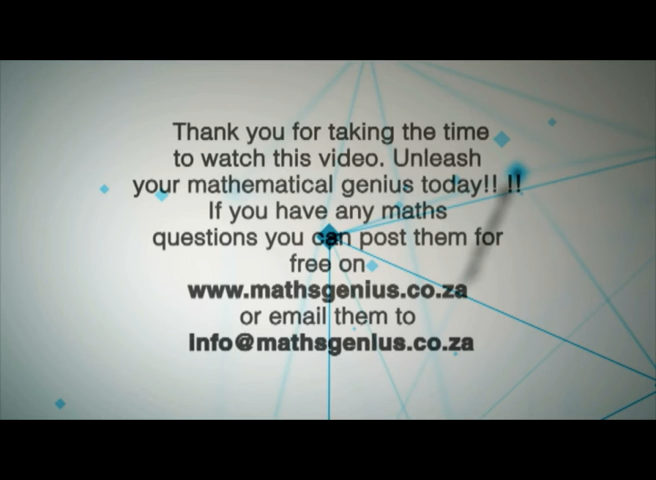 Thank you for taking the time
to watch this video. Unleash
your mathematical genius today!! !!
If you have any maths
questions you can post them for
free on
www.mathsgenius.co.za
or email them to
info@mathsgenius.co.za